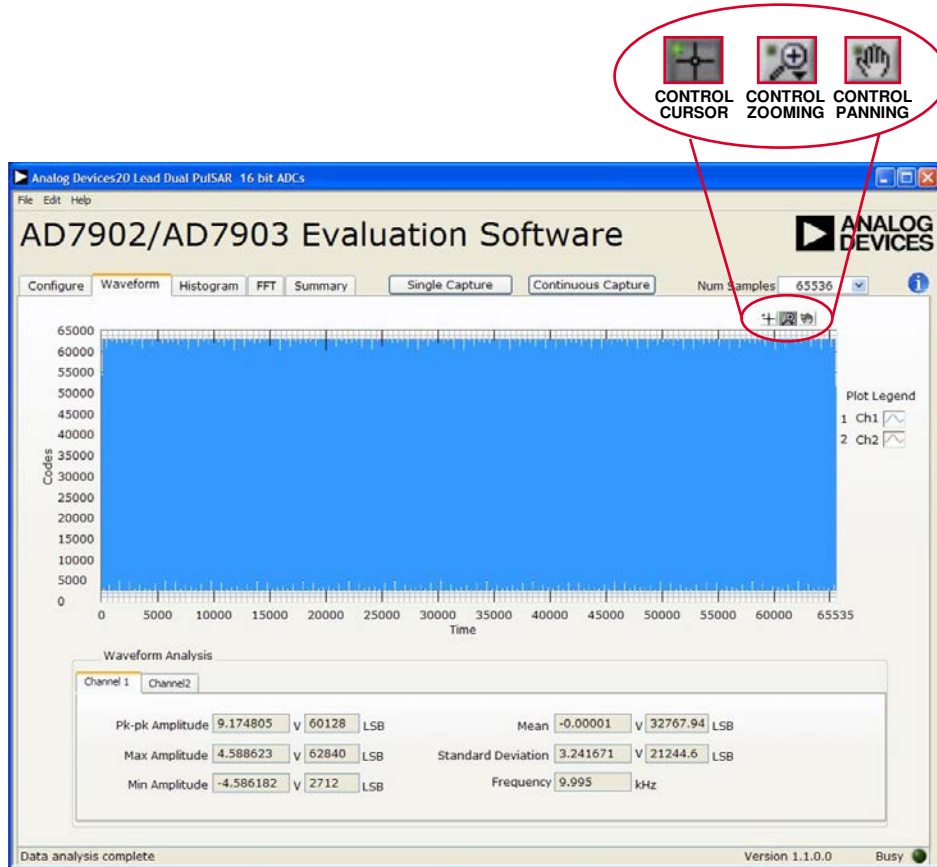 CONTROL CURSOR
CONTROL ZOOMING
CONTROL PANNING
Analog Devices20 Lead Dual PulSAR 16 bit ADCs
File Edit Help
AD7902/AD7903 Evaluation Software
ANALOG DEVICES
Configure Waveform Histogram FFT Summary Single Capture Continuous Capture Num Samples 65536
65000
60000
55000
50000
45000
40000
35000
30000
25000
20000
15000
10000
5000
0
Codes
0 5000 10000 15000 20000 25000 30000 35000 40000 45000 50000 55000 60000 65535
Time
Plot Legend
1 Ch1
2 Ch2
Waveform Analysis
Channel 1 Channel2
Pk-pk Amplitude 9.174805 V 60128 LSB
Max Amplitude 4.588623 V 62840 LSB
Min Amplitude -4.586182 V 2712 LSB
Mean -0.00001 V 32767.94 LSB
Standard Deviation 3.241671 V 21244.6 LSB
Frequency 9.995 kHz
Data analysis complete
Version 1.1.0.0 Busy